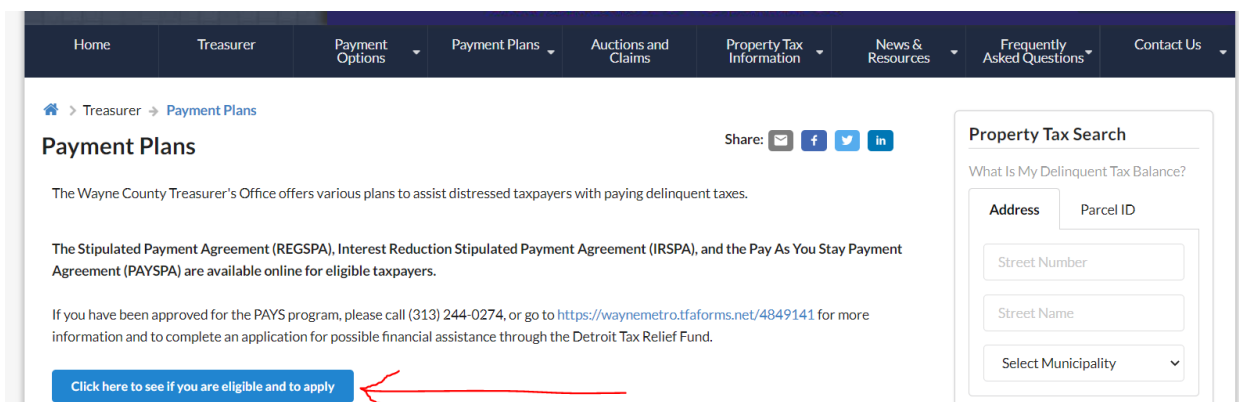 Home
Treasurer
Payment
Options
Payment Plans
Auctions and
Claims
Property Tax
Information
News &
Resources
Frequently
Asked Questions
Contact Us
> Treasurer → Payment Plans
Payment Plans
Share:
The Wayne County Treasurer's Office offers various plans to assist distressed taxpayers with paying delinquent taxes.
The Stipulated Payment Agreement (REGSPA), Interest Reduction Stipulated Payment Agreement (IRSPA), and the Pay As You Stay Payment
Agreement (PAYSPA) are available online for eligible taxpayers.
If you have been approved for the PAYS program, please call (313) 244-0274, or go to https://waynemetro.tfaforms.net/4849141 for more
information and to complete an application for possible financial assistance through the Detroit Tax Relief Fund.
Click here to see if you are eligible and to apply
Property Tax Search
What Is My Delinquent Tax Balance?
Address
Parcel ID
Street Number
Street Name
Select Municipality